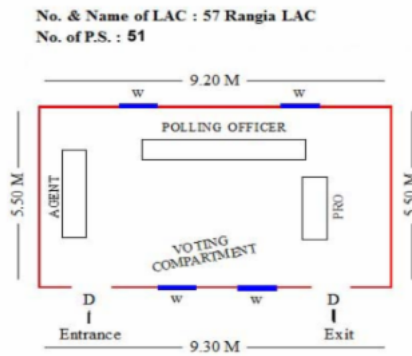 No. & Name of LAC : 57 Rangia LAC
No. of P.S. : 51
9.20 M
W
W
POLLING OFFICER
5.50 M
AGENT
PRO
5.50 M
VOTING
COMPARTMENT
D
W
W
D
Entrance
Exit
9.30 M